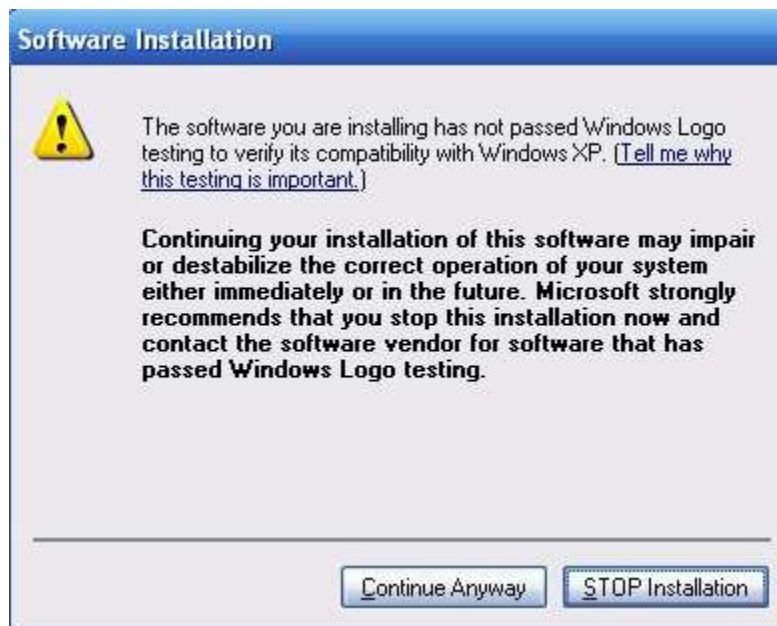 Software Installation
The software you are installing has not passed Windows Logo
testing to verify its compatibility with Windows XP. (Tell me why
this testing is important.)
Continuing your installation of this software may impair
or destabilize the correct operation of your system
either immediately or in the future. Microsoft strongly
recommends that you stop this installation now and
contact the software vendor for software that has
passed Windows Logo testing.
Continue Anyway STOP Installation